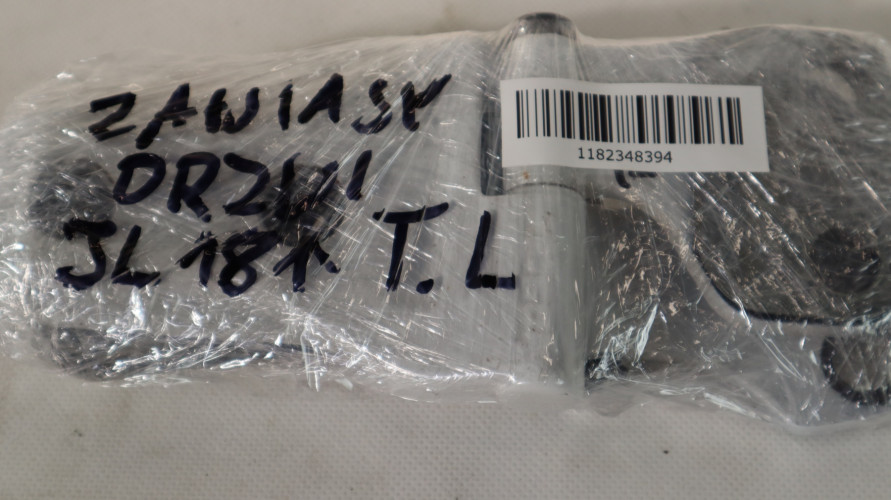 ZAWIASY
DRZWI
JL 18R T.L
1182348394